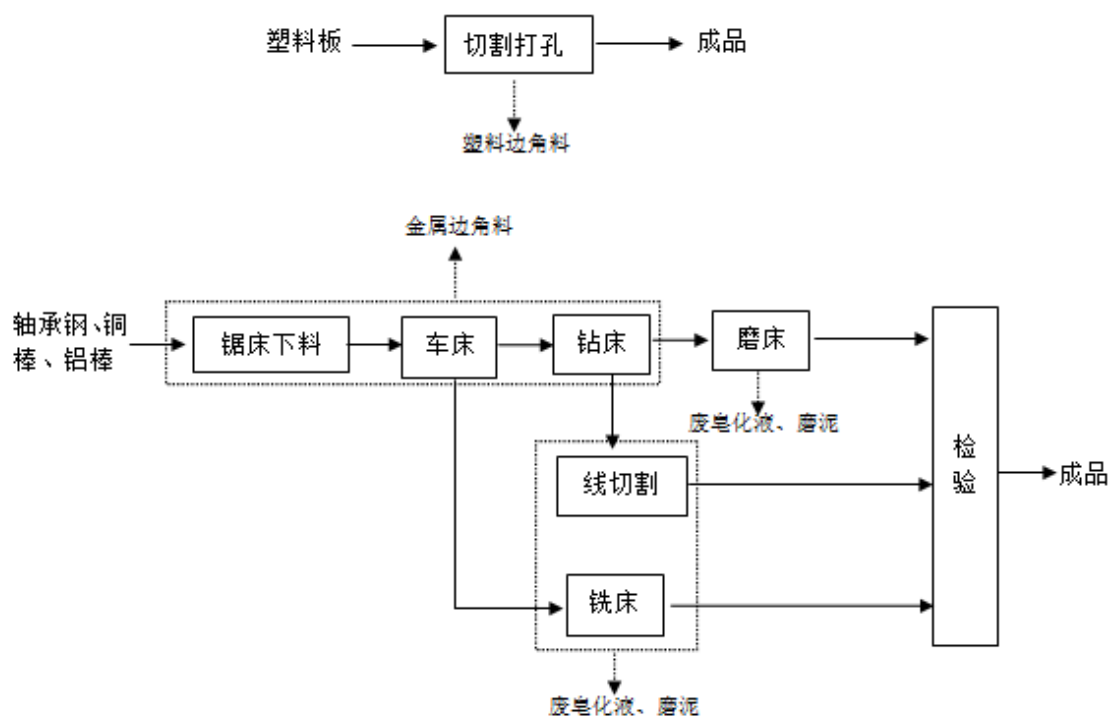 塑料板
切割打孔
成品
塑料边角料
金属边角料
轴承钢、铜
棒、铝棒
锯床下料
车床
钻床
磨床
废皂化液、磨泥
线切割
铣床
废皂化液、磨泥
检
验
成品